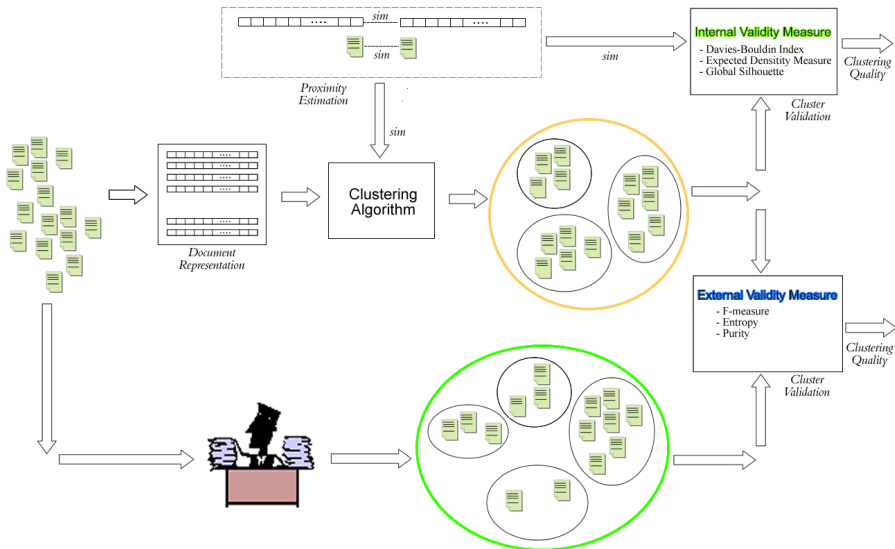 sim
sim
Proximity
Estimation
sim
sim
Internal Validity Measure
- Davies-Bouldin Index
- Expected Densitity Measure
- Global Silhouette
Clustering
Quality
Cluster
Validation
Document
Representation
Clustering
Algorithm
External Validity Measure
- F-measure
- Entropy
- Purity
Clustering
Quality
Cluster
Validation